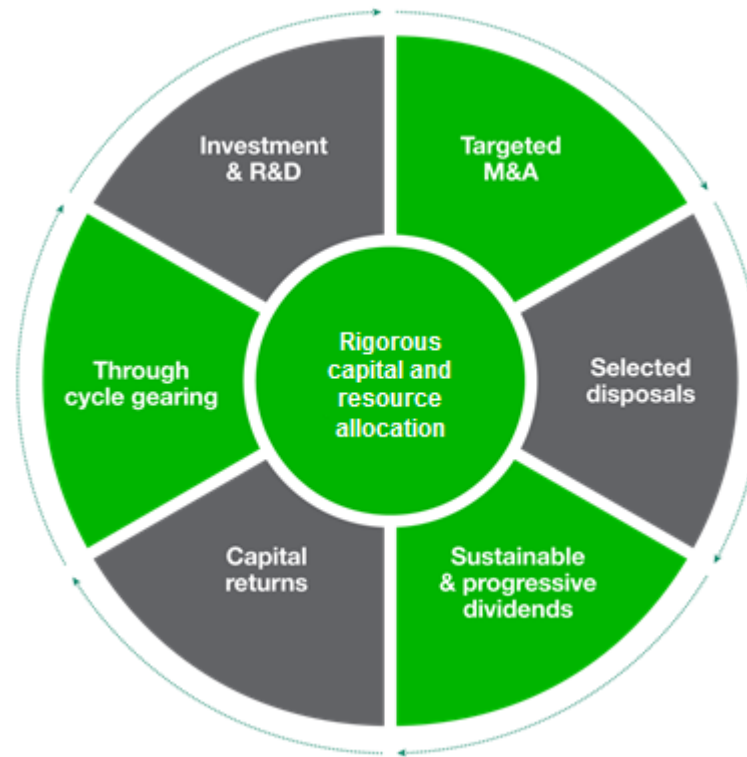 Investment
& R&D
Targeted
M&A
Selected
disposals
Sustainable
& progressive
dividends
Capital
returns
Through
cycle gearing
Rigorous
capital and
resource
allocation